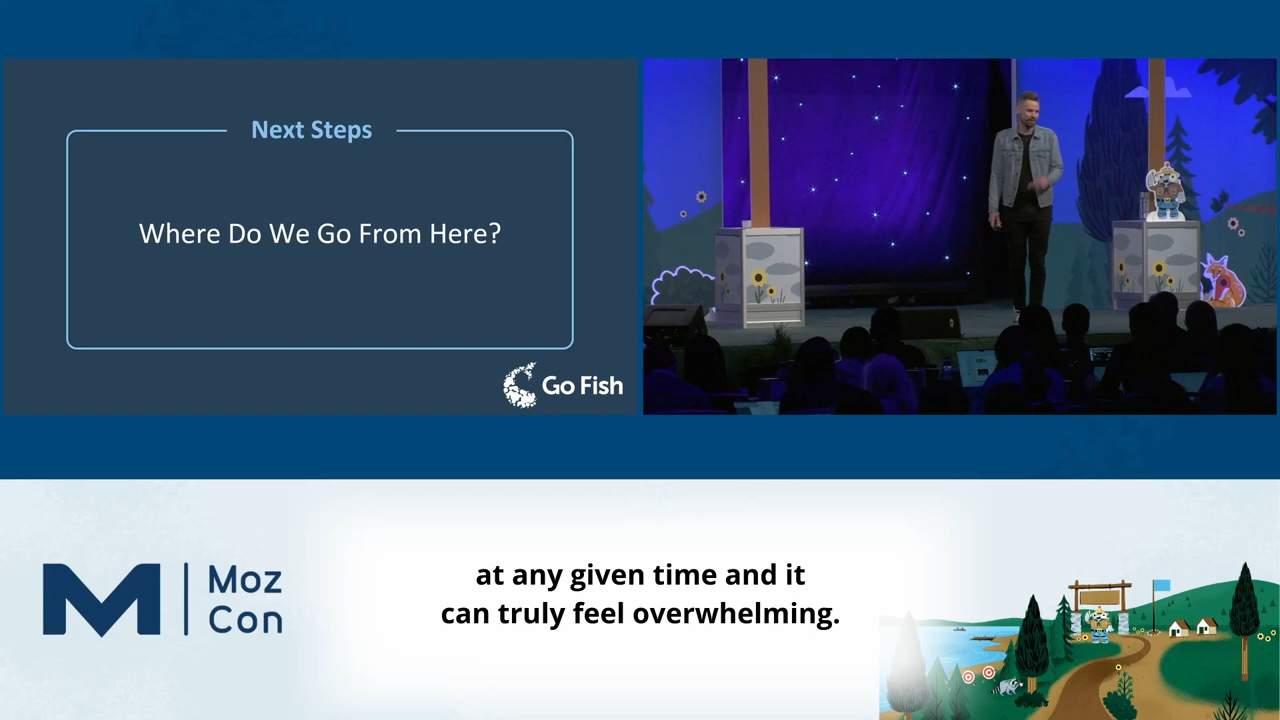 Next Steps
Where Do We Go From Here?
Go Fish
Moz
Con
at any given time and it
can truly feel overwhelming.